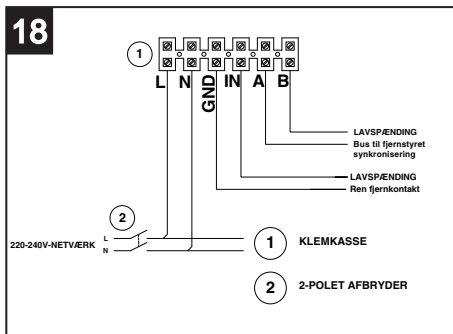 18
1
L N GND IN A B
LAVSPÆNDING
Bus til fjernstyret
synkronisering
LAVSPÆNDING
Ren fjernkontakt
2
220-240V-NETVÆRK
L
N
1 KLEMKASSE
2 2-POLET AFBRYDER